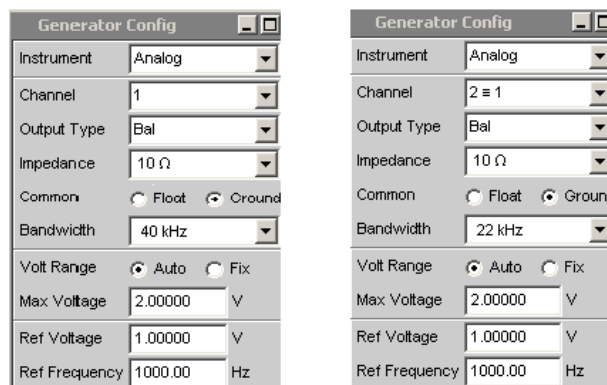 Generator Config
Instrument Analog
Channel 1
Output Type Bal
Impedance 10 Ω
Common Float Ground
Bandwidth 40 kHz
Volt Range Auto Fix
Max Voltage 2.00000 V
Ref Voltage 1.00000 V
Ref Frequency 1000.00 Hz
Generator Config
Instrument Analog
Channel 2 ≡ 1
Output Type Bal
Impedance 10 Ω
Common Float Groun
Bandwidth 22 kHz
Volt Range Auto Fix
Max Voltage 2.00000 V
Ref Voltage 1.00000 V
Ref Frequency 1000.00 Hz